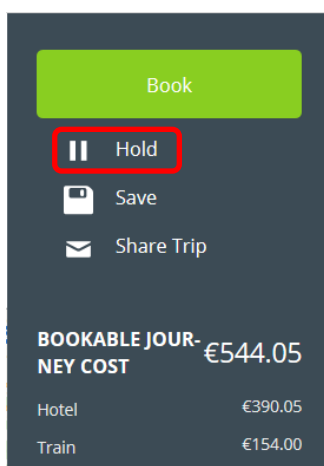 Book
Hold
Save
Share Trip
BOOKABLE JOUR-
NEY COST
€544.05
Hotel €390.05
Train €154.00